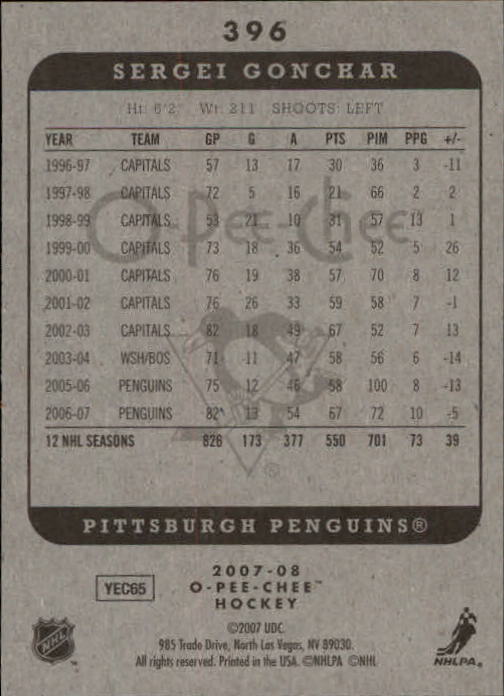 396
SERGEI GONCHAR
Ht: 6'2" Wt: 211 SHOOTS: LEFT
YEAR TEAM GP G A PTS PIM PPG +/-
1996-97 CAPITALS 57 13 17 30 36 3 -11
1997-98 CAPITALS 72 5 16 21 66 2 2
1998-99 CAPITALS 53 21 10 31 57 13 1
1999-00 CAPITALS 73 18 36 54 52 5 26
2000-01 CAPITALS 76 19 38 57 70 8 12
2001-02 CAPITALS 76 26 33 59 58 7 -1
2002-03 CAPITALS 82 18 49 67 52 7 13
2003-04 WSH/BOS 71 11 47 58 56 6 -14
2005-06 PENGUINS 75 12 46 58 100 8 -13
2006-07 PENGUINS 82 13 54 67 72 10 -5
12 NHL SEASONS 826 173 377 550 701 73 39
O-Pee-Chee
®
PITTSBURGH PENGUINS®
2007-08
YEC65 O-PEE-CHEE™
HOCKEY
©2007 UDC.
985 Trade Drive, North Las Vegas, NV 89030.
All rights reserved. Printed in the USA. ©NHLPA ©NHL
NHL
NHLPA.